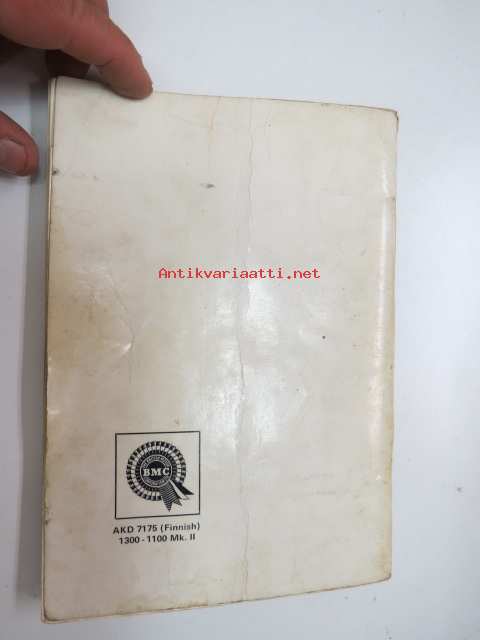 Antikvariaatti.net
BMC
AKD 7175 (Finnish)
1300-1100 Mk. II